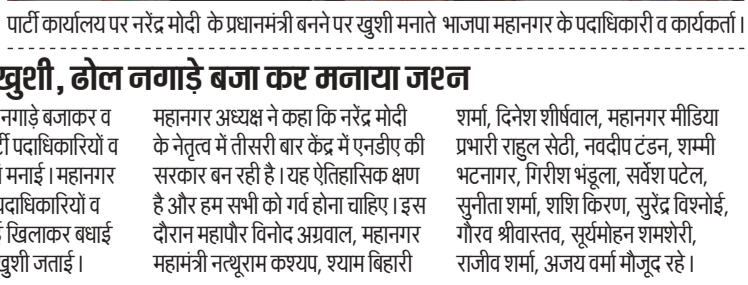 पार्टी कार्यालय पर नरेंद्र मोदी के प्रधानमंत्री बनने पर खुशी मनाते भाजपा महानगर के पदाधिकारी व कार्यकर्ता।
खुशी, ढोल नगाड़े बजा कर मनाया जश्न
नगाड़े बजाकर व
पदाधिकारियों व
मनाई। महानगर
पदाधिकारियों व
खिलाकर बधाई
खुशी जताई।
महानगर अध्यक्ष ने कहा कि नरेंद्र मोदी
के नेतृत्व में तीसरी बार केंद्र में एनडीए की
सरकार बन रही है। यह ऐतिहासिक क्षण
है और हम सभी को गर्व होना चाहिए। इस
दौरान महापौर विनोद अग्रवाल, महानगर
महामंत्री नत्थूराम कश्यप, श्याम बिहारी
शर्मा, दिनेश शीर्षवाल, महानगर मीडिया
प्रभारी राहुल सेठी, नवदीप टंडन, शम्मी
भटनागर, गिरीश भंडूला, सर्वेश पटेल,
सुनीता शर्मा, शशि किरण, सुरेंद्र विश्नोई,
गौरव श्रीवास्तव, सूर्यमोहन शमशेरी,
राजीव शर्मा, अजय वर्मा मौजूद रहे।